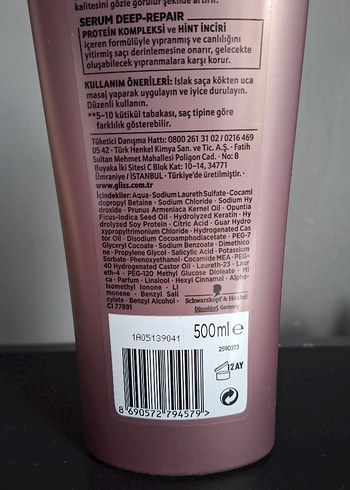 kalitesini gözle görülür şekilde artırır.
SERUM DEEP-REPAIR
PROTEİN KOMPLEKSİ ve HİNT İNCİRİ
içeren formülüyle yıpranmış ve canlılığını
yitirmiş saçı derinlemesine onarır, gelecekte
oluşabilecek yıpranmalara karşı korur.
KULLANIM ÖNERİLERİ: Islak saça kökten uca
masaj yaparak uygulayın ve iyice durulayın.
Düzenli kullanın.
**5-10 kütikül tabakası, saç tipine göre
farklılık gösterebilir.
Tüketici Danışma Hattı: 0800 261 31 02 / 0216 469
05 42 · Türk Henkel Kimya San. ve Tic. A.Ş. · Fatih
Sultan Mehmet Mahallesi Poligon Cad. · No: 8
Buyaka İki Sitesi C Blok Kat: 10-14, 34771
Ümraniye / İSTANBUL · Türkiye'de üretilmiştir. ·
www.gliss.com.tr
İçindekiler: Aqua · Sodium Laureth Sulfate · Cocami
dopropyl Betaine · Sodium Chloride · Sodium Hy
droxide · Prunus Armeniaca Kernel Oil · Opuntia
Ficus-Indica Seed Oil · Hydrolyzed Keratin · Hy
drolyzed Soy Protein · Citric Acid · Guar Hydro
xypropyltrimonium Chloride · Hydrogenated Cas
tor Oil · Disodium Cocoamphodiacetate · PEG-7
Glyceryl Cocoate · Sodium Benzoate · Dimethico
ne · Propylene Glycol · Salicylic Acid · Potassium
Sorbate · Phenoxyethanol · Cocamide MEA · PEG-
40 Hydrogenated Castor Oil · Laureth-23 · Laur
eth-4 · PEG-120 Methyl Glucose Dioleate · Mi
ca · Parfum · Linalool · Hexyl Cinnamal · Alpha-
Isomethyl Ionone · Li
monene · Benzyl Sali
cylate · Benzyl Alcohol ·
CI 77891
Schwarzkopf & Henkel
Düsseldorf, Germany
1A05139041
500ml e
2590373
12 AY
8 690572 794579 >